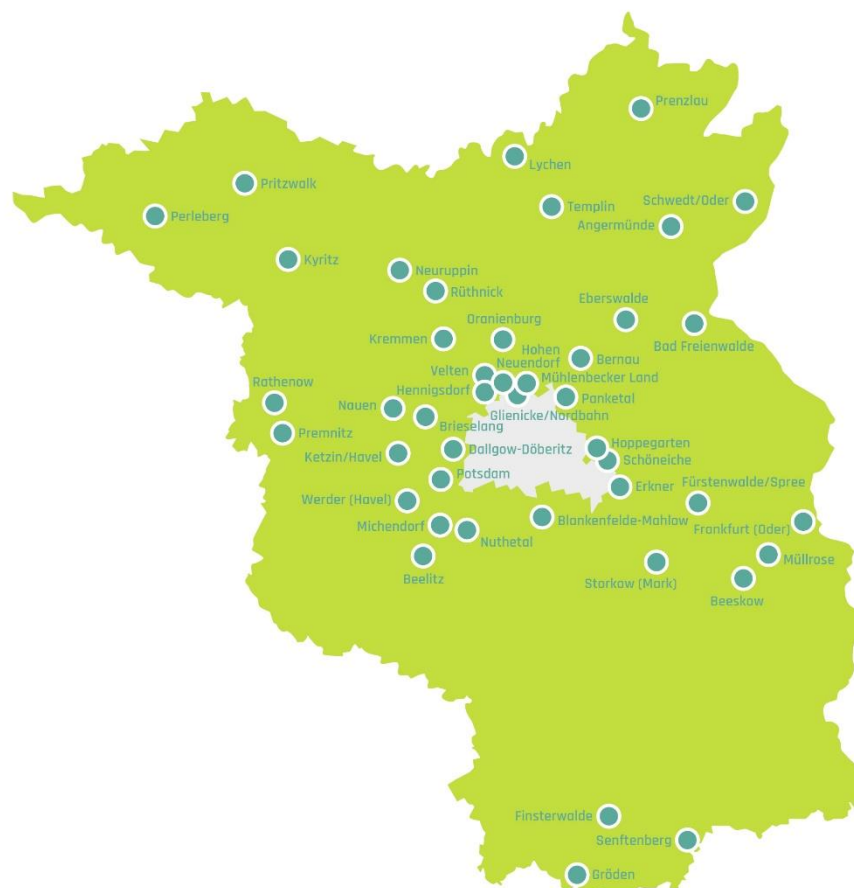 Prenzlau
Lychen
Pritzwalk
Templin
Schwedt/Oder
Perleberg
Angermünde
Kyritz
Neuruppin
Rüthnick
Eberswalde
Oranienburg
Kremmen
Bad Freienwalde
Hohen
Neuendorf
Bernau
Velten
Mühlenbecker Land
Rathenow
Hennigsdorf
Panketal
Nauen
Glienicke/Nordbahn
Brieselang
Premnitz
Hoppegarten
Dallgow-Döberitz
Ketzin/Havel
Schöneiche
Potsdam
Fürstenwalde/Spree
Erkner
Werder (Havel)
Blankenfelde-Mahlow
Michendorf
Frankfurt (Oder)
Nuthetal
Müllrose
Beelitz
Storkow (Mark)
Beeskow
Finsterwalde
Senftenberg
Gröden